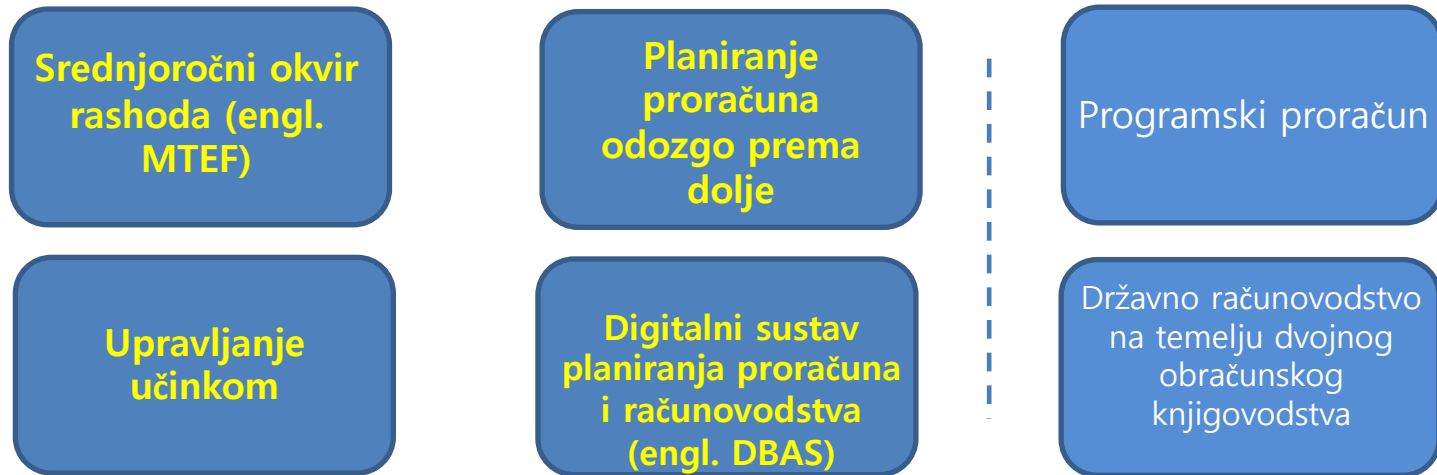 Srednjoročni okvir
rashoda (engl.
MTEF)
Planiranje
proračuna
odozgo prema
dolje
Programski proračun
Upravljanje
učinkom
Digitalni sustav
planiranja proračuna
i računovodstva
(engl. DBAS)
Državno računovodstvo
na temelju dvojnog
obračunskog
knjigovodstva